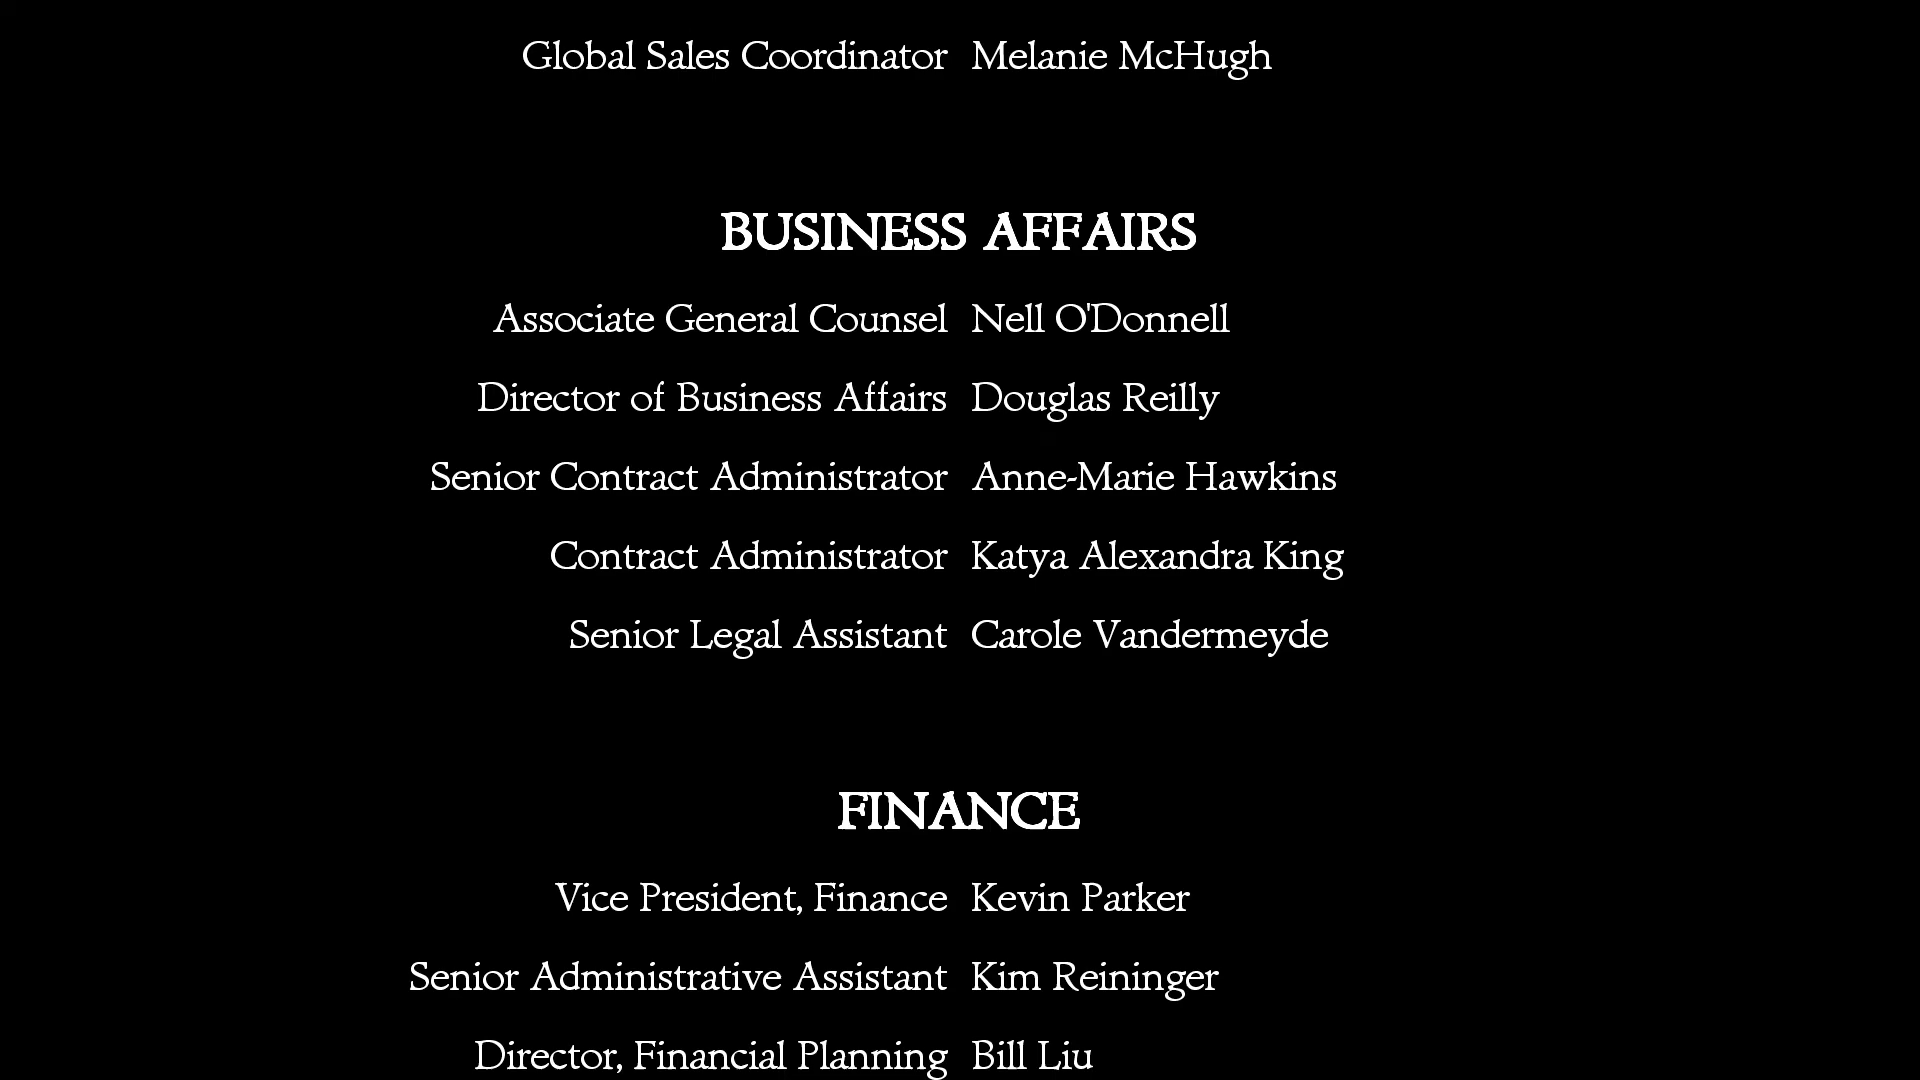 Global Sales Coordinator Melanie McHugh
BUSINESS AFFAIRS
Associate General Counsel Nell O'Donnell
Director of Business Affairs Douglas Reilly
Senior Contract Administrator Anne-Marie Hawkins
Contract Administrator Katya Alexandra King
Senior Legal Assistant Carole Vandermeyde
FINANCE
Vice President, Finance Kevin Parker
Senior Administrative Assistant Kim Reininger
Director, Financial Planning Bill Liu